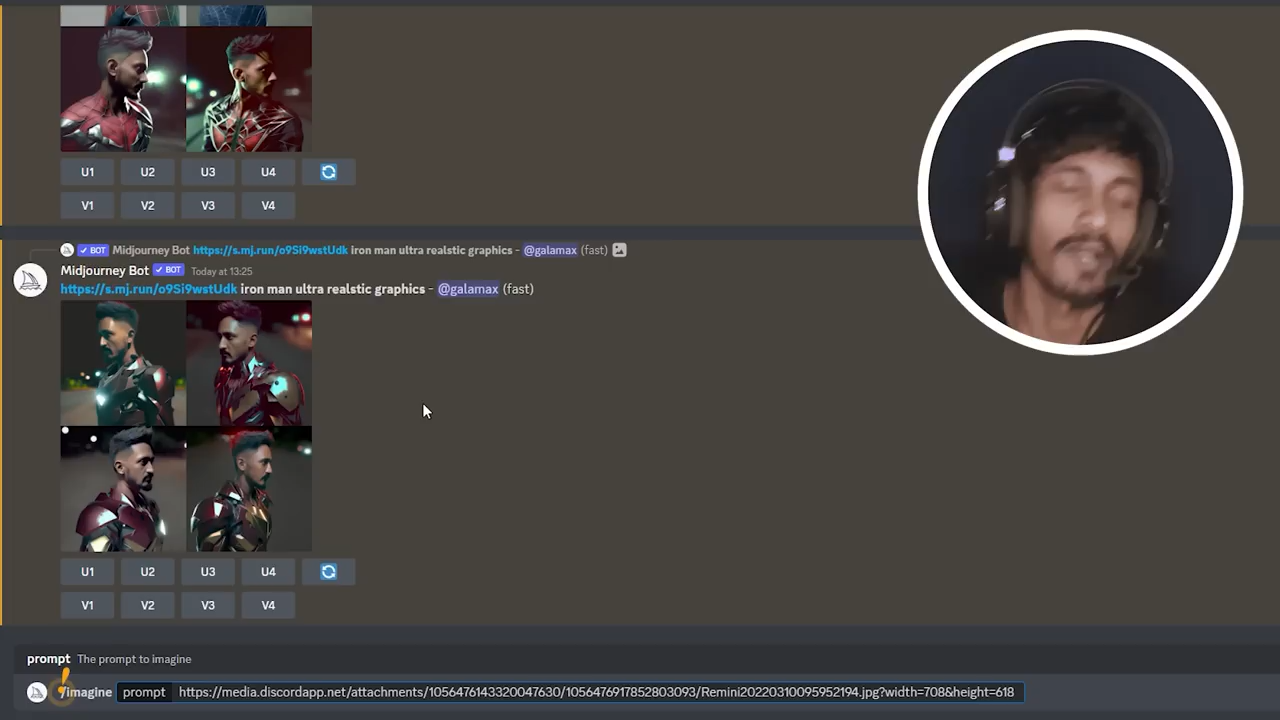 U1 U2 U3 U4
V1 V2 V3 V4
BOT Midjourney Bot https://s.mj.run/o9Si9wstUdk iron man ultra realstic graphics - @galamax (fast)
Midjourney Bot BOT Today at 13:25
https://s.mj.run/o9Si9wstUdk iron man ultra realstic graphics - @galamax (fast)
U1 U2 U3 U4
V1 V2 V3 V4
prompt The prompt to imagine
/imagine prompt https://media.discordapp.net/attachments/1056476143320047630/1056476917852803093/Remini20220310095952194.jpg?width=708&height=618